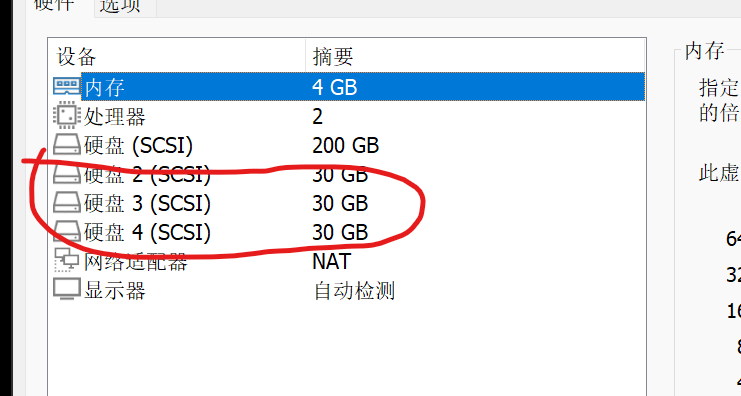 硬件 选项
设备 摘要
内存 4 GB
处理器 2
硬盘 (SCSI) 200 GB
硬盘 2 (SCSI) 30 GB
硬盘 3 (SCSI) 30 GB
硬盘 4 (SCSI) 30 GB
网络适配器 NAT
显示器 自动检测
内存
指定
的倍
此虚
64
32
16
8
4